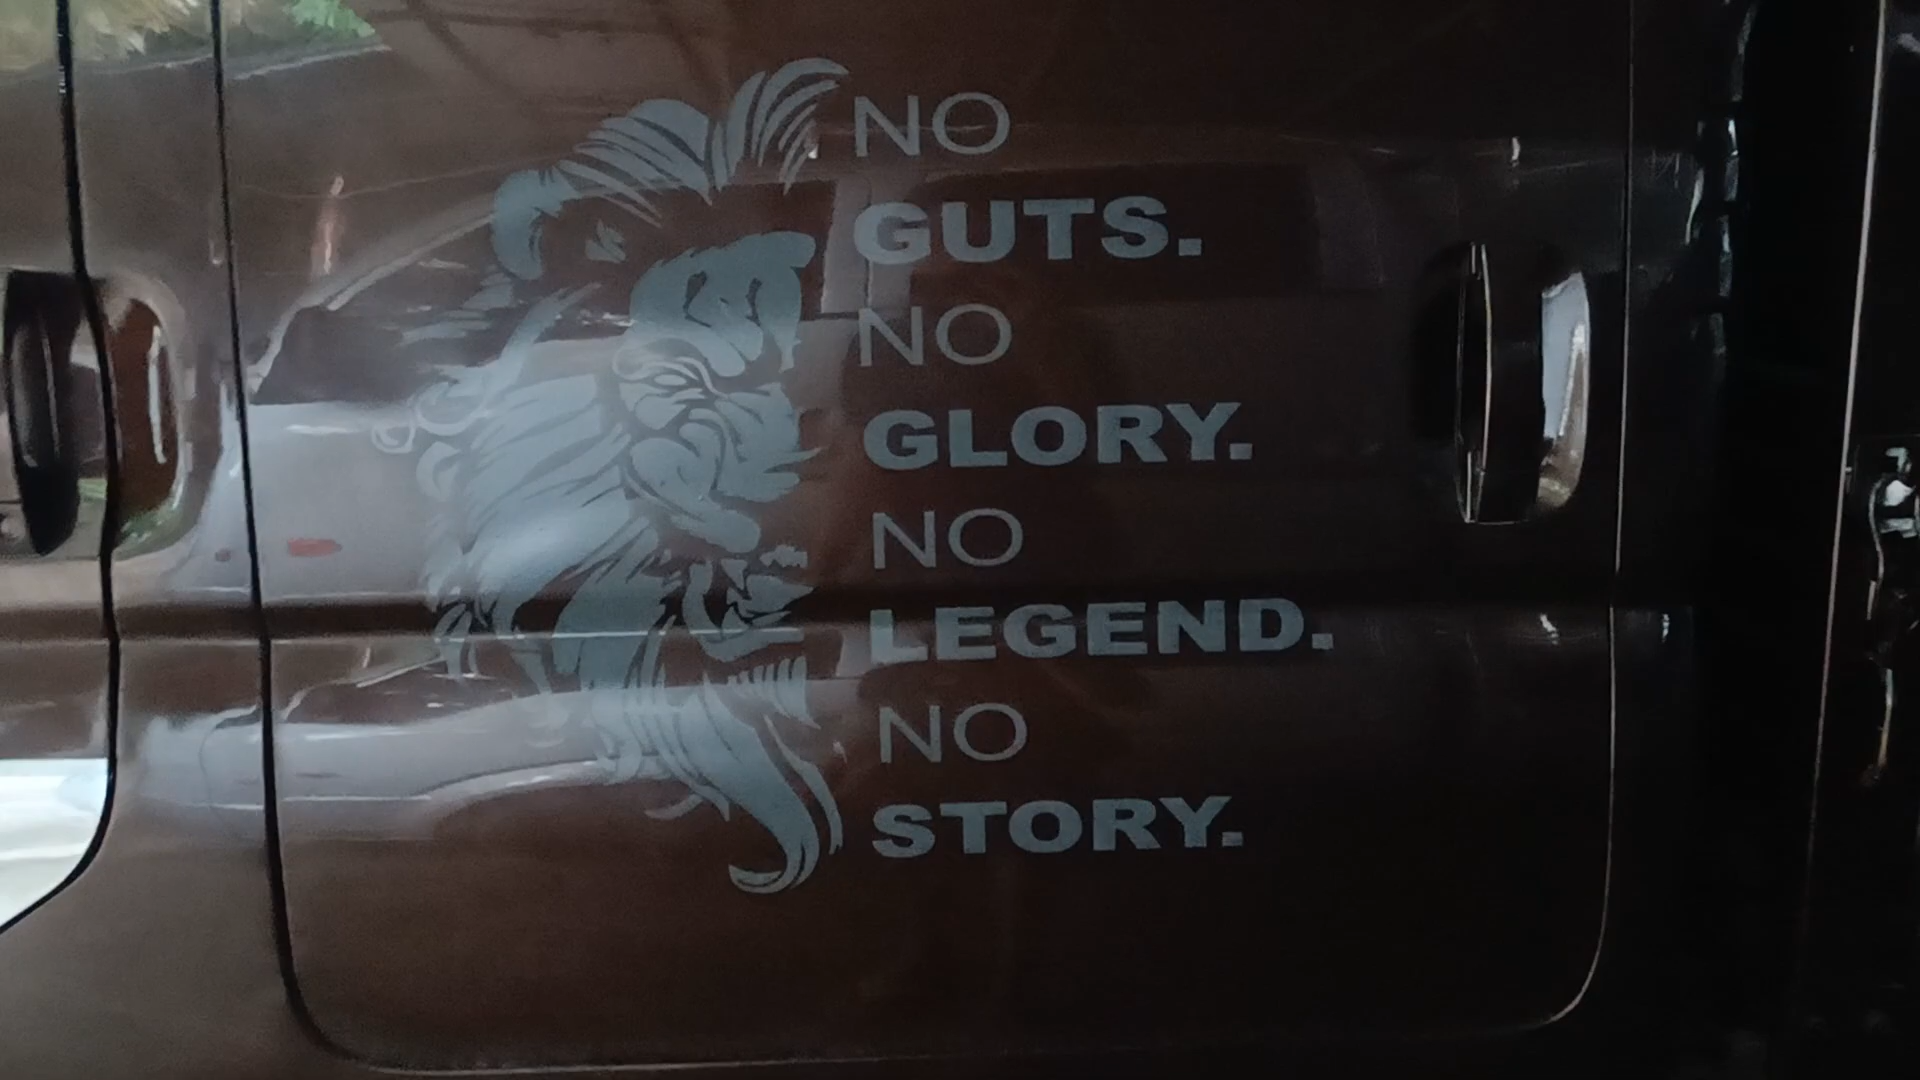 NO
GUTS.
NO
GLORY.
NO
LEGEND.
NO
STORY.